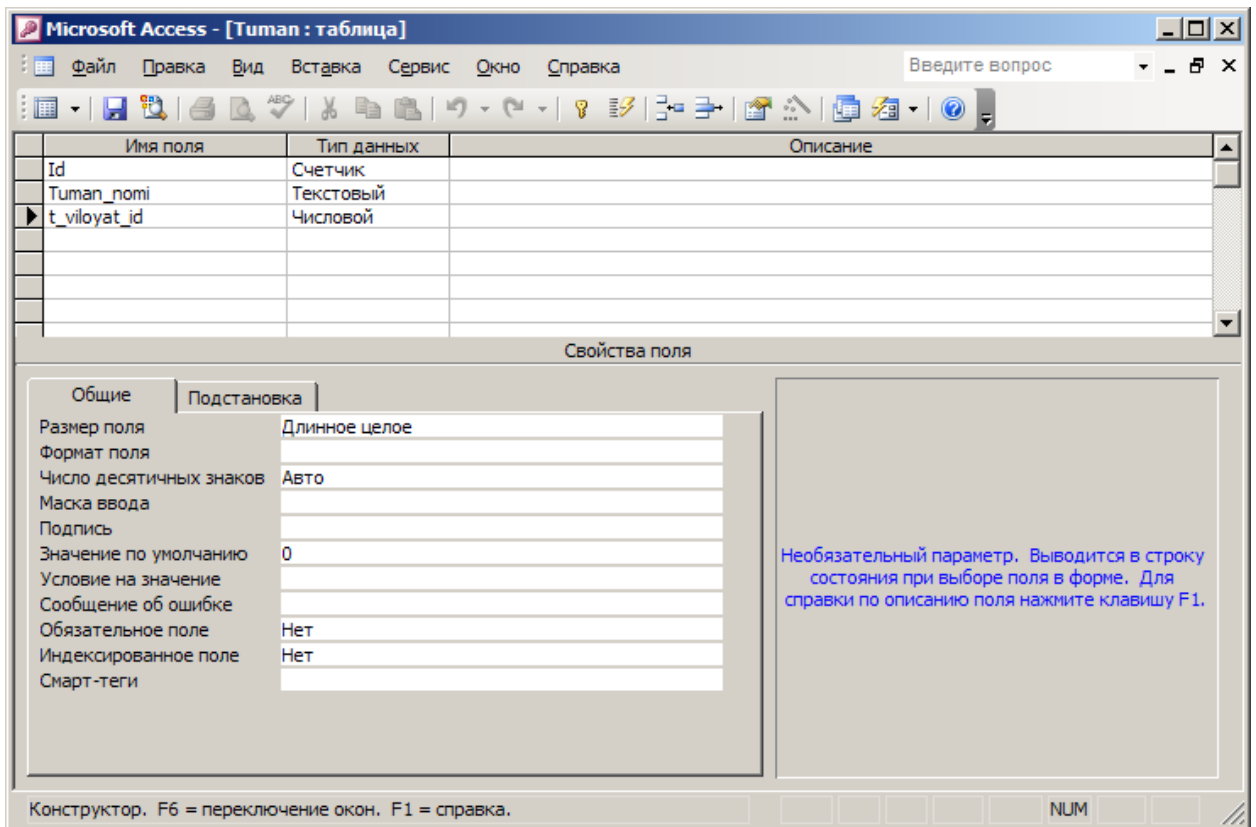 Microsoft Access - [Tuman : таблица]
Файл Правка Вид Вставка Сервис Окно Справка Введите вопрос
ABC
Имя поля Тип данных Описание
Id Счетчик
Tuman_nomi Текстовый
t_viloyat_id Числовой
Свойства поля
Общие Подстановка
Размер поля Длинное целое
Формат поля
Число десятичных знаков Авто
Маска ввода
Подпись
Значение по умолчанию 0
Условие на значение
Сообщение об ошибке
Обязательное поле Нет
Индексированное поле Нет
Смарт-теги
Необязательный параметр. Выводится в строку
состояния при выборе поля в форме. Для
справки по описанию поля нажмите клавишу F1.
Конструктор. F6 = переключение окон. F1 = справка. NUM